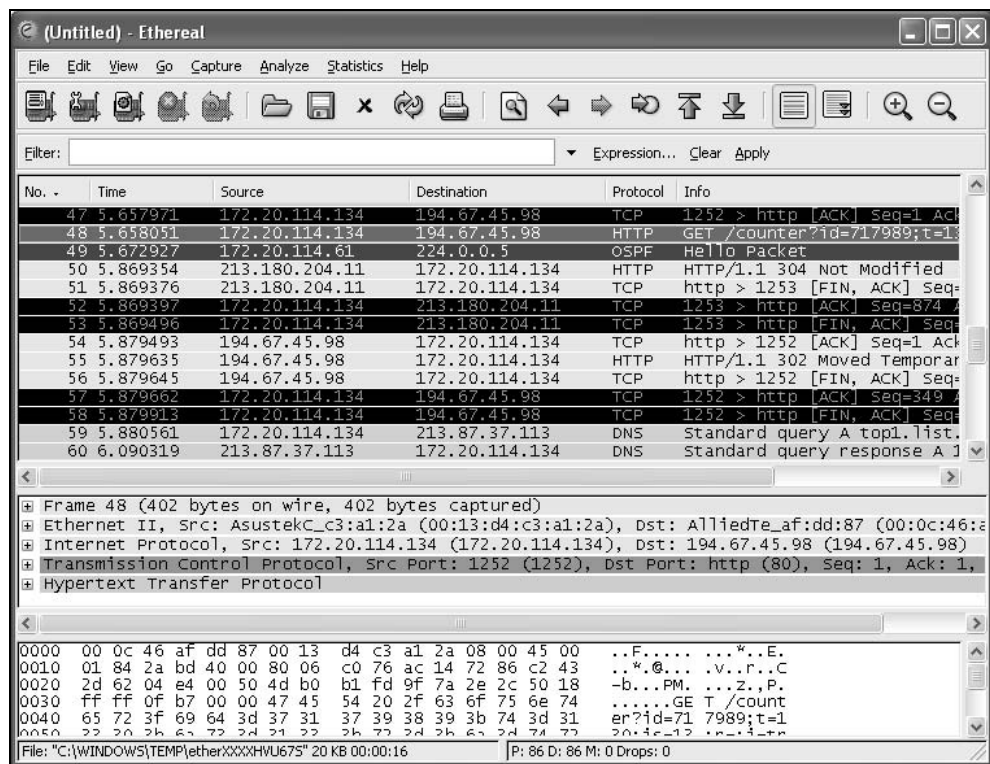 (Untitled) - Ethereal
File Edit View Go Capture Analyze Statistics Help
Filter: Expression... Clear Apply
No. Time Source Destination Protocol Info
47 5.657971 172.20.114.134 194.67.45.98 TCP 1252 > http [ACK] Seq=1 Ack
48 5.658051 172.20.114.134 194.67.45.98 HTTP GET /counter?id=717989;t=13
49 5.672927 172.20.114.61 224.0.0.5 OSPF Hello Packet
50 5.869354 213.180.204.11 172.20.114.134 HTTP HTTP/1.1 304 Not Modified
51 5.869376 213.180.204.11 172.20.114.134 TCP http > 1253 [FIN, ACK] Seq=
52 5.869397 172.20.114.134 213.180.204.11 TCP 1253 > http [ACK] Seq=874 A
53 5.869496 172.20.114.134 213.180.204.11 TCP 1253 > http [FIN, ACK] Seq=
54 5.879493 194.67.45.98 172.20.114.134 TCP http > 1252 [ACK] Seq=1 Ack
55 5.879635 194.67.45.98 172.20.114.134 HTTP HTTP/1.1 302 Moved Temporar
56 5.879645 194.67.45.98 172.20.114.134 TCP http > 1252 [FIN, ACK] Seq=
57 5.879662 172.20.114.134 194.67.45.98 TCP 1252 > http [ACK] Seq=349 A
58 5.879913 172.20.114.134 194.67.45.98 TCP 1252 > http [FIN, ACK] Seq=
59 5.880561 172.20.114.134 213.87.37.113 DNS Standard query A top1.list.
60 6.090319 213.87.37.113 172.20.114.134 DNS Standard query response A 1
Frame 48 (402 bytes on wire, 402 bytes captured)
Ethernet II, Src: AsustekC_c3:a1:2a (00:13:d4:c3:a1:2a), Dst: AlliedTe_af:dd:87 (00:0c:46:a
Internet Protocol, Src: 172.20.114.134 (172.20.114.134), Dst: 194.67.45.98 (194.67.45.98)
Transmission Control Protocol, Src Port: 1252 (1252), Dst Port: http (80), Seq: 1, Ack: 1,
Hypertext Transfer Protocol
0000 00 0c 46 af dd 87 00 13 d4 c3 a1 2a 08 00 45 00 ..F..... ...*..E.
0010 01 84 2a bd 40 00 80 06 c0 76 ac 14 72 86 c2 43 ..*.@... .v..r..C
0020 2d 62 04 e4 00 50 4d b0 b1 fd 9f 7a 2e 2c 50 18 -b...PM. ...z.,P.
0030 ff ff 0f b7 00 00 47 45 54 20 2f 63 6f 75 6e 74 ......GE T /count
0040 65 72 3f 69 64 3d 37 31 37 39 38 39 3b 74 3d 31 er?id=71 7989;t=1
File: "C:\WINDOWS\TEMP\etherXXXXHVU67S" 20 KB 00:00:16 P: 86 D: 86 M: 0 Drops: 0